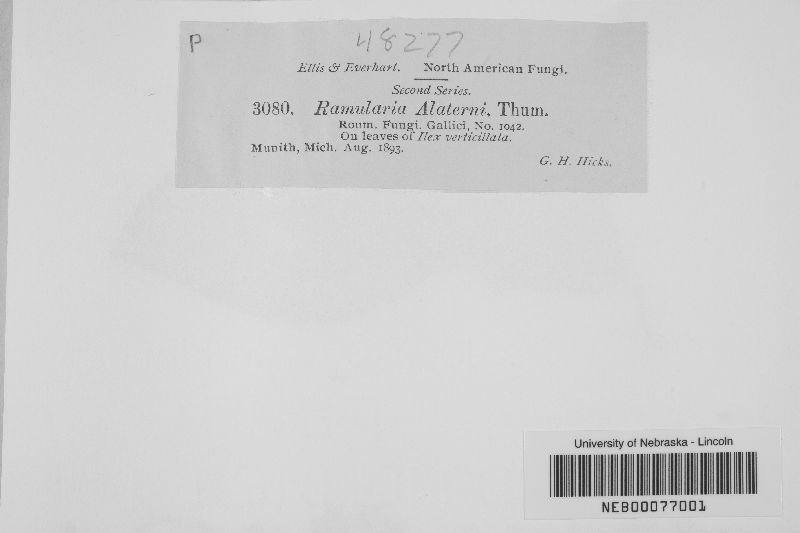 P
48277
Ellis & Everhart. North American Fungi.
Second Series.
3080. Ramularia Alaterni, Thum.
Roum. Fungi. Gallici, No. 1042.
On leaves of Ilex verticillata.
Munith, Mich. Aug. 1893.
G. H. Hicks.
University of Nebraska - Lincoln
NEB00077001